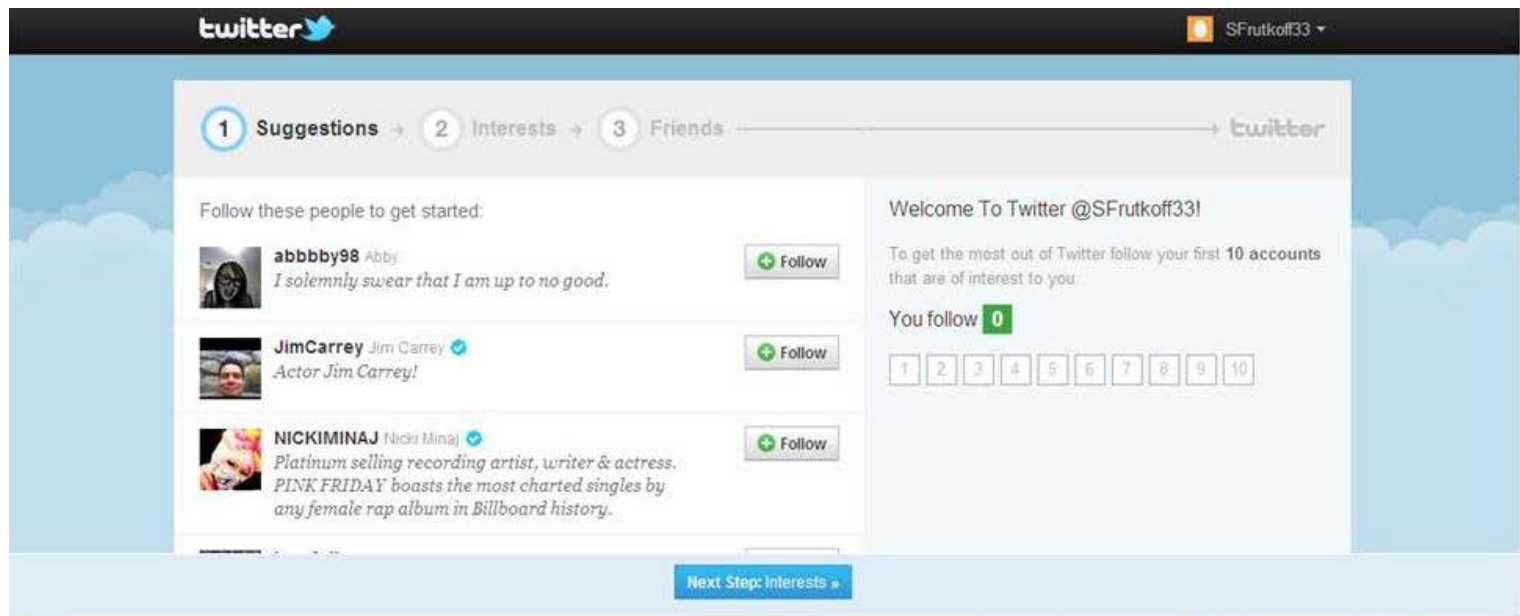 twitter
SFrutkoff33
1 Suggestions 2 Interests 3 Friends twitter
Follow these people to get started:
abbbby98 Abby
I solemnly swear that I am up to no good.
Follow
JimCarrey Jim Carrey
Actor Jim Carrey!
Follow
NICKIMINAJ Nicki Minaj
Platinum selling recording artist, writer & actress.
PINK FRIDAY boasts the most charted singles by
any female rap album in Billboard history.
Follow
Welcome To Twitter @SFrutkoff33!
To get the most out of Twitter follow your first 10 accounts
that are of interest to you.
You follow 0
1 2 3 4 5 6 7 8 9 10
Next Step: Interests »